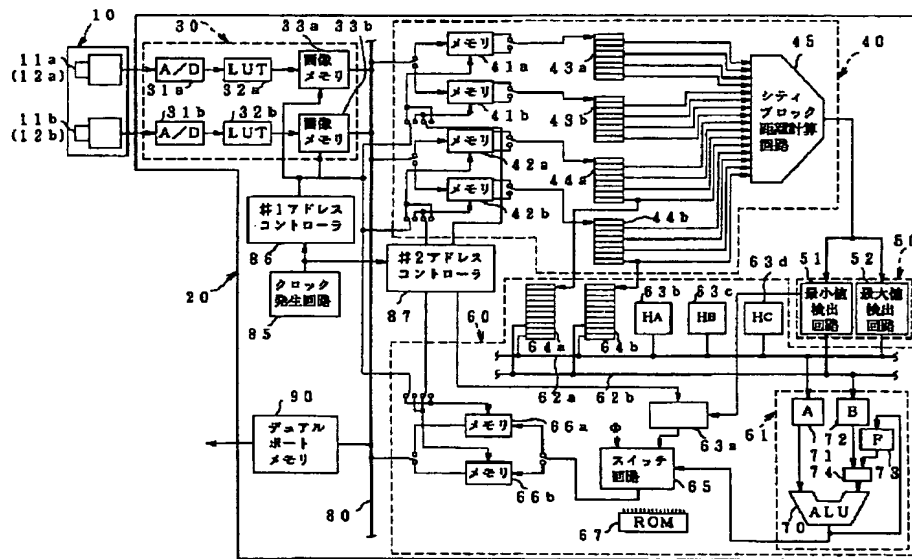 10
11a
(12a)
11b
(12b)
30
33a
33b
A/D
31a
LUT
32a
画像
メモリ
A/D
31b
LUT
32b
画像
メモリ
メモリ
41a
メモリ
41b
メモリ
42a
メモリ
42b
43a
43b
44a
44b
45
シティ
ブロック
距離計算
回路
40
#1アドレス
コントローラ
86
クロック
発生回路
85
#2アドレス
コントローラ
87
20
60
64a
64b
HA
63b
HB
63c
HC
63d
51
最小値
検出
回路
52
最大値
検出
回路
50
62a
62b
63a
90
デュアル
ポート
メモリ
80
メモリ
66a
メモリ
66b
Φ
スイッチ
回路
65
ROM
67
61
A
71
B
72
F
73
74
ALU
70